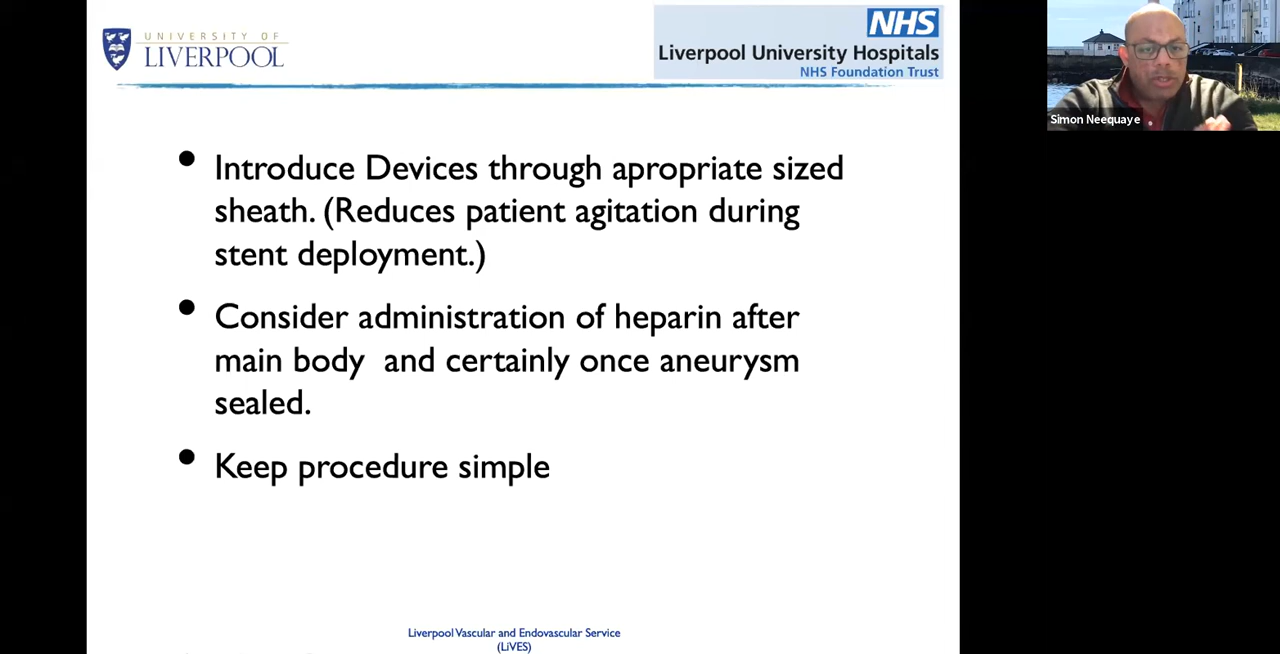 UNIVERSITY OF
LIVERPOOL
NHS
Liverpool University Hospitals
NHS Foundation Trust
Simon Neequaye
• Introduce Devices through apropriate sized
sheath. (Reduces patient agitation during
stent deployment.)
• Consider administration of heparin after
main body  and certainly once aneurysm
sealed.
• Keep procedure simple
Liverpool Vascular and Endovascular Service
(LiVES)